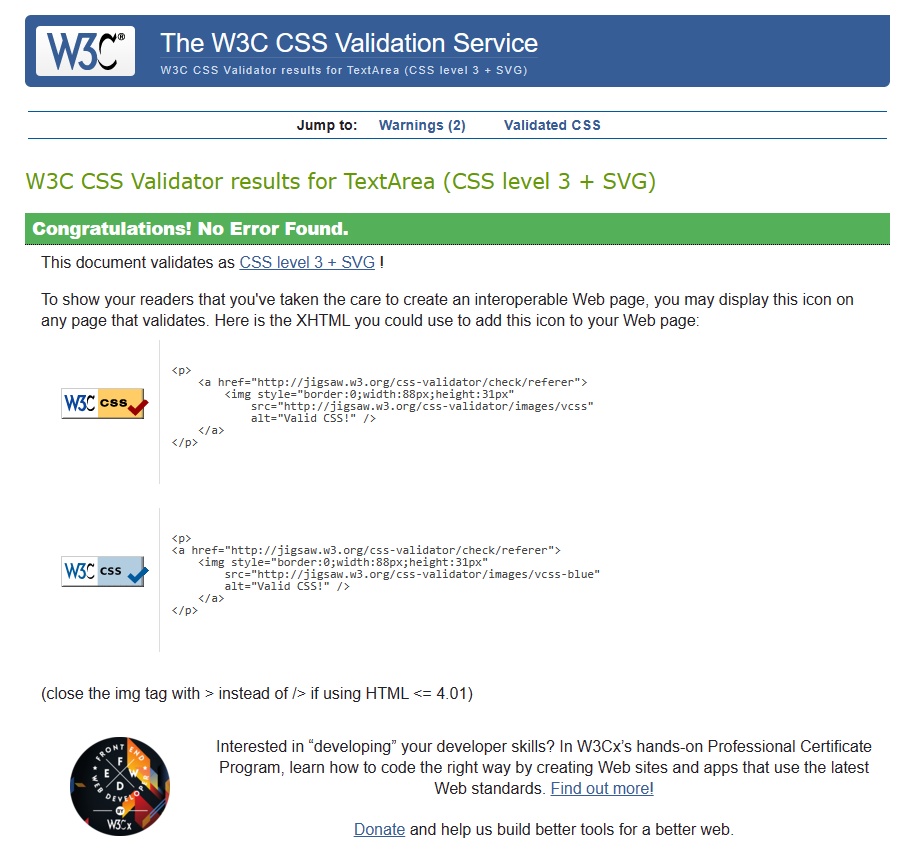 W3C®
The W3C CSS Validation Service
W3C CSS Validator results for TextArea (CSS level 3 + SVG)
Jump to: Warnings (2) Validated CSS
W3C CSS Validator results for TextArea (CSS level 3 + SVG)
Congratulations! No Error Found.
This document validates as CSS level 3 + SVG !
To show your readers that you've taken the care to create an interoperable Web page, you may display this icon on
any page that validates. Here is the XHTML you could use to add this icon to your Web page:
W3C css
<p>
    <a href="http://jigsaw.w3.org/css-validator/check/referer">
        <img style="border:0;width:88px;height:31px"
            src="http://jigsaw.w3.org/css-validator/images/vcss"
            alt="Valid CSS!" />
    </a>
</p>
W3C css
<p>
<a href="http://jigsaw.w3.org/css-validator/check/referer">
    <img style="border:0;width:88px;height:31px"
        src="http://jigsaw.w3.org/css-validator/images/vcss-blue"
        alt="Valid CSS!" />
    </a>
</p>
(close the img tag with > instead of /> if using HTML <= 4.01)
FRONT END
WEB DEVELOPER
F
E W
D
BY
W3Cx
Interested in “developing” your developer skills? In W3Cx’s hands-on Professional Certificate
Program, learn how to code the right way by creating Web sites and apps that use the latest
Web standards. Find out more!
Donate and help us build better tools for a better web.